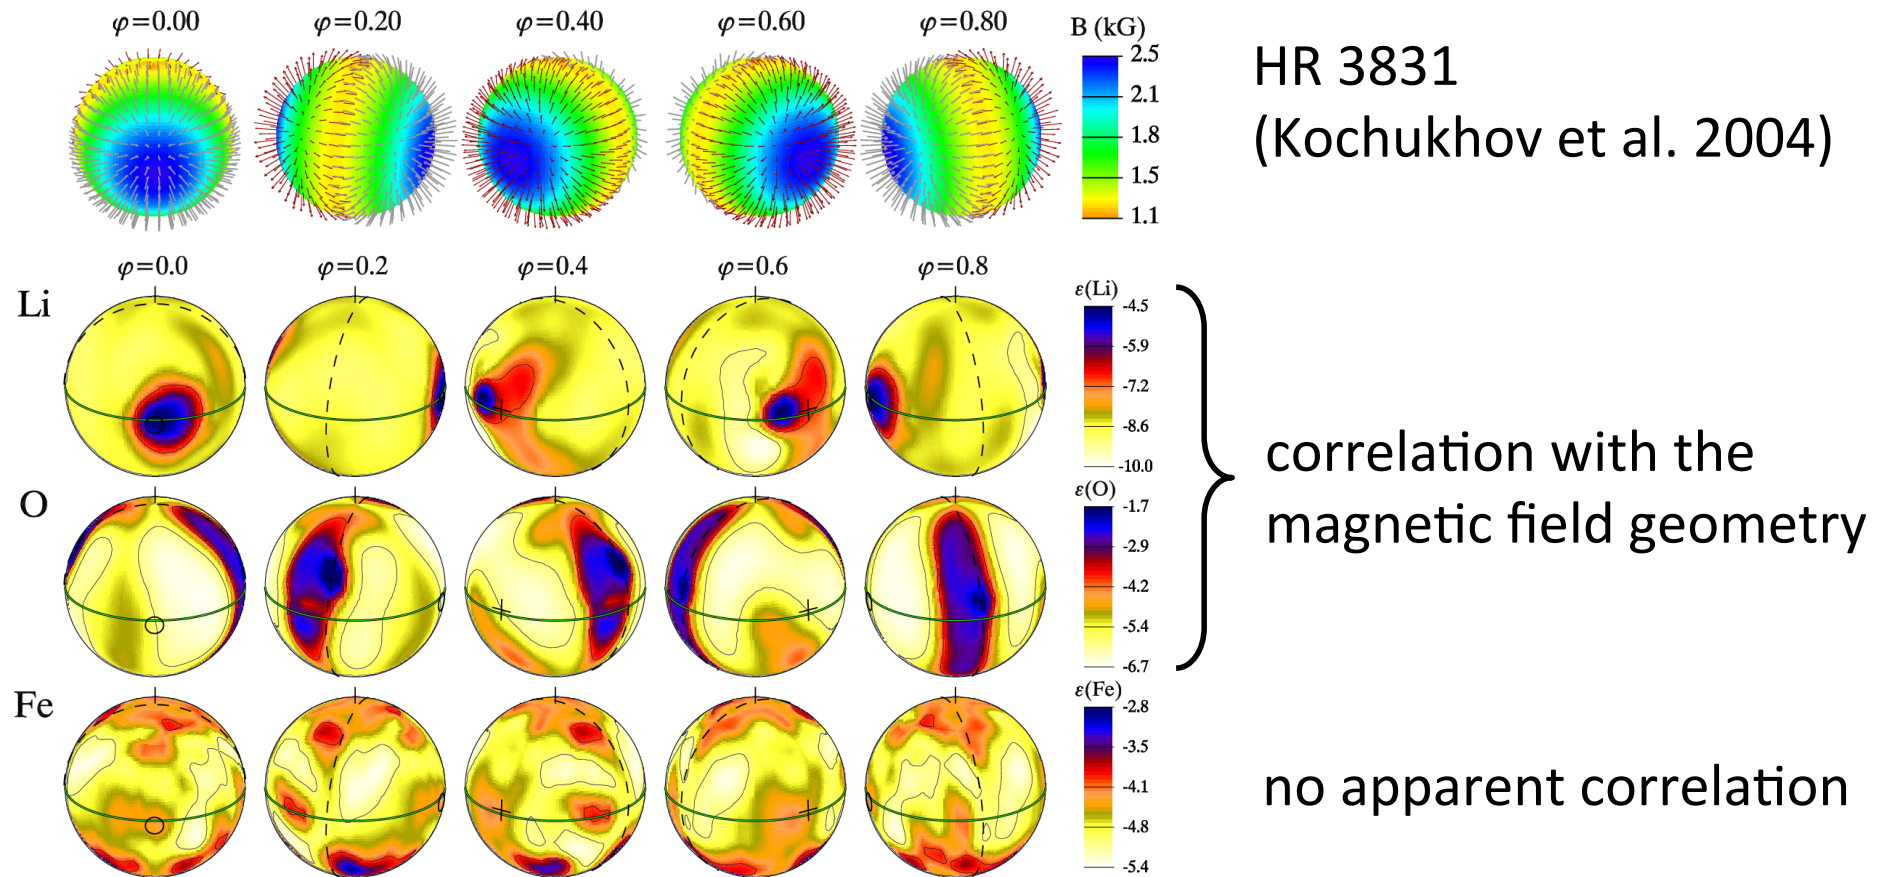 φ=0.00 φ=0.20 φ=0.40 φ=0.60 φ=0.80 B (kG)
2.5
2.1
1.8
1.5
1.1
HR 3831
(Kochukhov et al. 2004)
φ=0.0 φ=0.2 φ=0.4 φ=0.6 φ=0.8
Li
ε(Li)
-4.5
-5.9
-7.2
-8.6
-10.0
O
ε(O)
-1.7
-2.9
-4.2
-5.4
-6.7
correlation with the
magnetic field geometry
Fe
ε(Fe)
-2.8
-3.5
-4.1
-4.8
-5.4
no apparent correlation